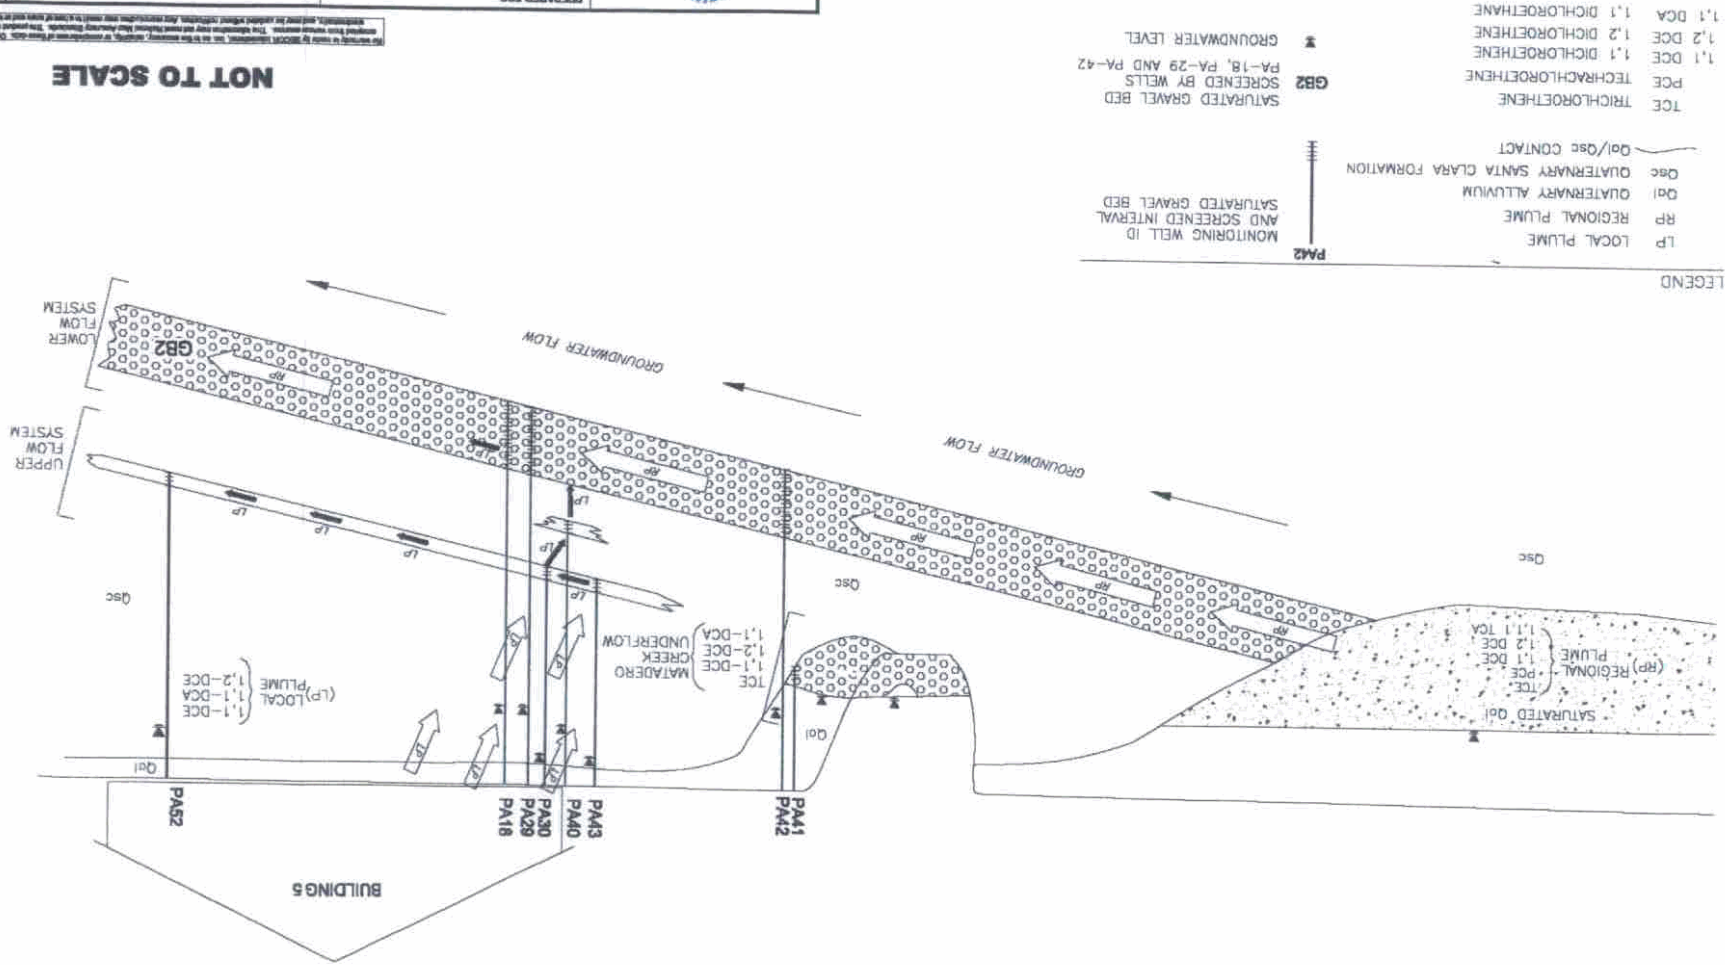 BUILDING 5
PA41
PA42
PA43
PA40
PA30
PA29
PA18
PA52
Qal
Qal
SATURATED Qal
(RP) REGIONAL PLUME
TCE
PCE
1,1 DCE
1,2 DCE
1,1,1 TCA
TCE
1,1-DCE
1,2-DCE
1,1-DCA
MATADERO
CREEK
UNDERFLOW
LP
LP
LP
LP
LP
(LP) LOCAL PLUME
1,1-DCE
1,1-DCA
1,2-DCE
Qsc
Qsc
Qsc
LP
LP
LP
LP
LP
LP
LP
LP
RP
RP
RP
RP
RP
RP
GB2
UPPER
FLOW
SYSTEM
LOWER
FLOW
SYSTEM
GROUNDWATER FLOW
GROUNDWATER FLOW
LEGEND
LP LOCAL PLUME
RP REGIONAL PLUME
Qal QUATERNARY ALLUVIUM
Qsc QUATERNARY SANTA CLARA FORMATION
Qal/Qsc CONTACT
TCE TRICHLOROETHENE
PCE TECHRACHLOROETHENE
1,1 DCE 1,1 DICHLOROETHENE
1,2 DCE 1,2 DICHLOROETHENE
1,1 DCA 1,1 DICHLOROETHANE
PA42
MONITORING WELL ID
AND SCREENED INTERVAL
SATURATED GRAVEL BED
GB2 SATURATED GRAVEL BED
SCREENED BY WELLS
PA-18, PA-29 AND PA-42
GROUNDWATER LEVEL
NOT TO SCALE